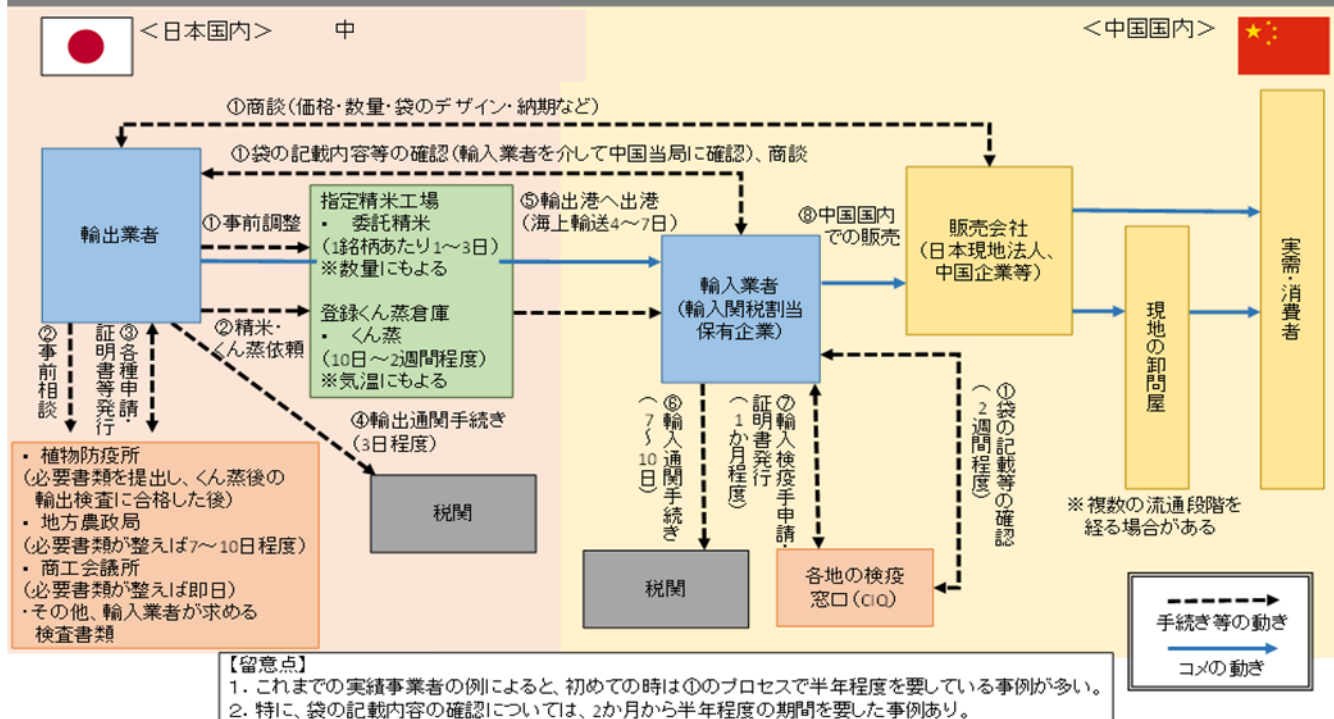 <日本国内>
中
<中国国内>
①商談(価格・数量・袋のデザイン・納期など)
①袋の記載内容等の確認(輸入業者を介して中国当局に確認)、商談
輸出業者
①事前調整
②精米・
くん蒸依頼
指定精米工場
・ 委託精米
(1銘柄あたり1~3日)
※数量にもよる
登録くん蒸倉庫
・ くん蒸
(10日~2週間程度)
※気温にもよる
⑤輸出港へ出港
(海上輸送4~7日)
輸入業者
(輸入関税割当
保有企業)
⑧中国国内
での販売
販売会社
(日本現地法人、
中国企業等)
現地の卸問屋
実需・消費者
※複数の流通段階を
経る場合がある
②事前相談
③各種申請・
証明書等発行
④輸出通関手続き
(3日程度)
税関
・ 植物防疫所
(必要書類を提出し、くん蒸後の
輸出検査に合格した後)
・ 地方農政局
(必要書類が整えば7~10日程度)
・ 商工会議所
(必要書類が整えば即日)
・その他、輸入業者が求める
検査書類
⑥輸入通関手続き
(7~10日)
税関
⑦輸入検疫手申請・
証明書発行
(1か月程度)
①袋の記載等の確認
(2週間程度)
各地の検疫
窓口(CIQ)
手続き等の動き
コメの動き
【留意点】
1. これまでの実績事業者の例によると、初めての時は①のプロセスで半年程度を要している事例が多い。
2. 特に、袋の記載内容の確認については、2か月から半年程度の期間を要した事例あり。